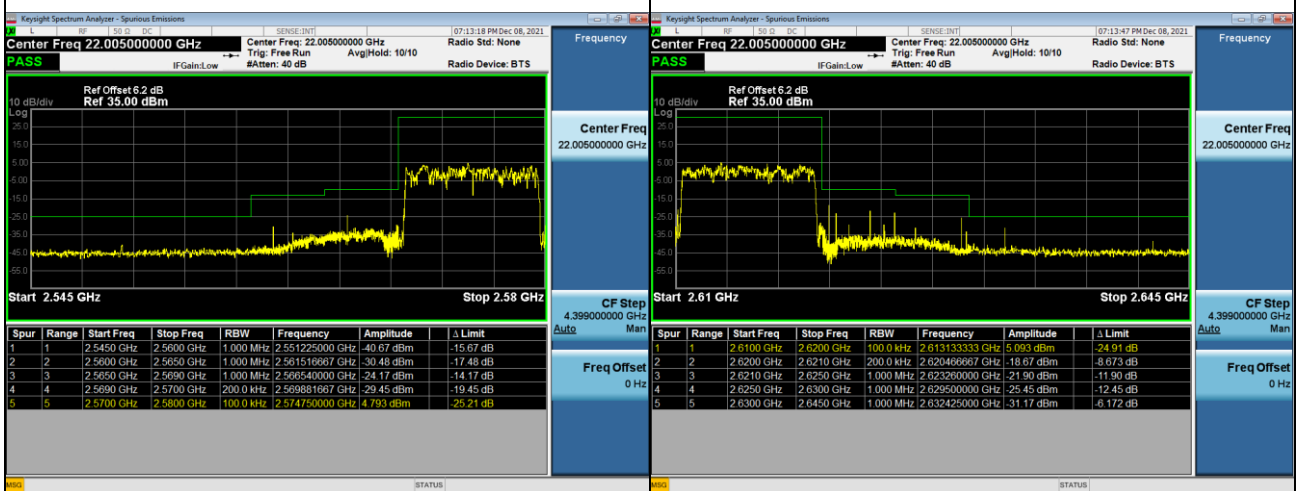 Keysight Spectrum Analyzer - Spurious Emissions
L RF 50 Ω DC SENSE:INT 07:13:18 PM Dec 08, 2021
Center Freq 22.005000000 GHz Center Freq: 22.005000000 GHz Radio Std: None Frequency
Trig: Free Run Avg|Hold: 10/10
PASS IFGain:Low #Atten: 40 dB Radio Device: BTS
Ref Offset 6.2 dB
10 dB/div Ref 35.00 dBm
Log
25.0
15.0
5.00
-5.00
-15.0
-25.0
-35.0
-45.0
-55.0
Start 2.545 GHz Stop 2.58 GHz
Center Freq
22.005000000 GHz
CF Step
4.399000000 GHz
Auto Man
Freq Offset
0 Hz
Spur Range Start Freq Stop Freq RBW Frequency Amplitude Δ Limit
1 1 2.5450 GHz 2.5600 GHz 1.000 MHz 2.551225000 GHz -40.67 dBm -15.67 dB
2 2 2.5600 GHz 2.5650 GHz 1.000 MHz 2.561516667 GHz -30.48 dBm -17.48 dB
3 3 2.5650 GHz 2.5690 GHz 1.000 MHz 2.566540000 GHz -24.17 dBm -14.17 dB
4 4 2.5690 GHz 2.5700 GHz 200.0 kHz 2.569881667 GHz -29.45 dBm -19.45 dB
5 5 2.5700 GHz 2.5800 GHz 100.0 kHz 2.574750000 GHz 4.793 dBm -25.21 dB
MSG STATUS
Keysight Spectrum Analyzer - Spurious Emissions
L RF 50 Ω DC SENSE:INT 07:13:47 PM Dec 08, 2021
Center Freq 22.005000000 GHz Center Freq: 22.005000000 GHz Radio Std: None Frequency
Trig: Free Run Avg|Hold: 10/10
PASS IFGain:Low #Atten: 40 dB Radio Device: BTS
Ref Offset 6.2 dB
10 dB/div Ref 35.00 dBm
Log
25.0
15.0
5.00
-5.00
-15.0
-25.0
-35.0
-45.0
-55.0
Start 2.61 GHz Stop 2.645 GHz
Center Freq
22.005000000 GHz
CF Step
4.399000000 GHz
Auto Man
Freq Offset
0 Hz
Spur Range Start Freq Stop Freq RBW Frequency Amplitude Δ Limit
1 1 2.6100 GHz 2.6200 GHz 100.0 kHz 2.613133333 GHz 5.093 dBm -24.91 dB
2 2 2.6200 GHz 2.6210 GHz 200.0 kHz 2.620466667 GHz -18.67 dBm -8.673 dB
3 3 2.6210 GHz 2.6250 GHz 1.000 MHz 2.623260000 GHz -21.90 dBm -11.90 dB
4 4 2.6250 GHz 2.6300 GHz 1.000 MHz 2.629500000 GHz -25.45 dBm -12.45 dB
5 5 2.6300 GHz 2.6450 GHz 1.000 MHz 2.632425000 GHz -31.17 dBm -6.172 dB
MSG STATUS